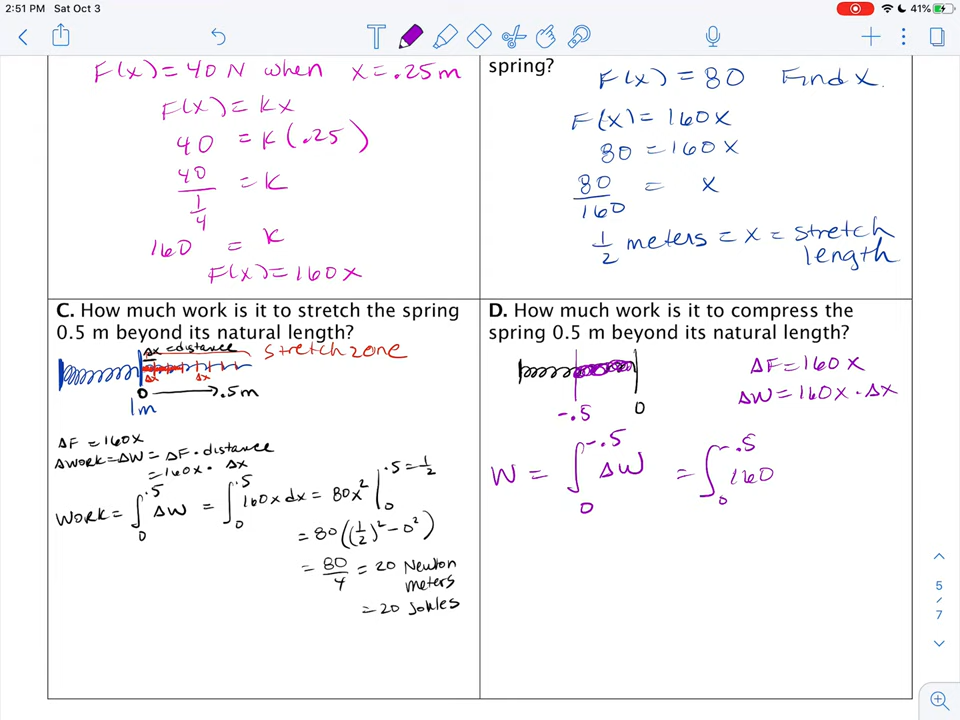 2:51 PM Sat Oct 3
41%
F(x) = 40 N when x = .25 m
F(x) = kx
40 = k (.25)
40 / 1/4 = k
160 = k
F(x) = 160x
spring?
F(x) = 80 Find x.
F(x) = 160x
80 = 160x
80/160 = x
1/2 meters = x = stretch
length
C. How much work is it to stretch the spring
0.5 m beyond its natural length?
Δx = distance
stretch zone
Δx Δx
0 .5 m
1m
ΔF = 160x
ΔWork = ΔW = ΔF · distance
= 160x · Δx
Work = ∫₀^.5 ΔW = ∫₀^.5 160x dx = 80x² |₀^.5 = 1/2
= 80((1/2)² - 0²)
= 80/4 = 20 Newton
meters
= 20 Joules
D. How much work is it to compress the
spring 0.5 m beyond its natural length?
-.5 0
ΔF = 160x
ΔW = 160x · Δx
W = ∫₀^-.5 ΔW = ∫₀^-.5 160
5
/
7